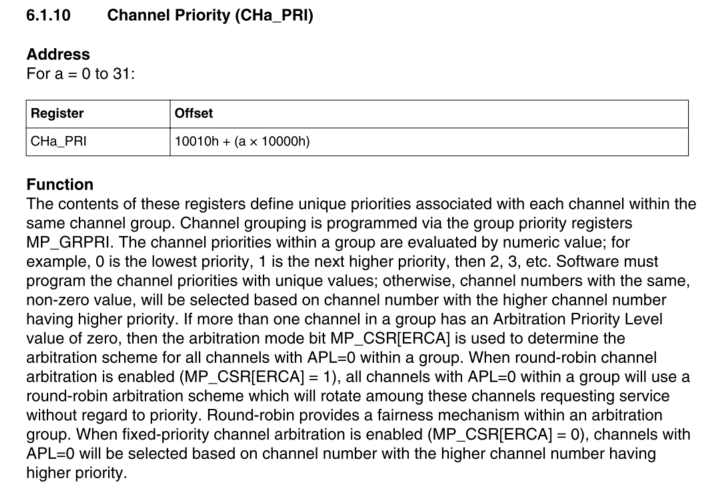 6.1.10 Channel Priority (CHa_PRI)
Address
For a = 0 to 31:
Register Offset
CHa_PRI 10010h + (a × 10000h)
Function
The contents of these registers define unique priorities associated with each channel within the
same channel group. Channel grouping is programmed via the group priority registers
MP_GRPRI. The channel priorities within a group are evaluated by numeric value; for
example, 0 is the lowest priority, 1 is the next higher priority, then 2, 3, etc. Software must
program the channel priorities with unique values; otherwise, channel numbers with the same,
non-zero value, will be selected based on channel number with the higher channel number
having higher priority. If more than one channel in a group has an Arbitration Priority Level
value of zero, then the arbitration mode bit MP_CSR[ERCA] is used to determine the
arbitration scheme for all channels with APL=0 within a group. When round-robin channel
arbitration is enabled (MP_CSR[ERCA] = 1), all channels with APL=0 within a group will use a
round-robin arbitration scheme which will rotate amoung these channels requesting service
without regard to priority. Round-robin provides a fairness mechanism within an arbitration
group. When fixed-priority channel arbitration is enabled (MP_CSR[ERCA] = 0), channels with
APL=0 will be selected based on channel number with the higher channel number having
higher priority.